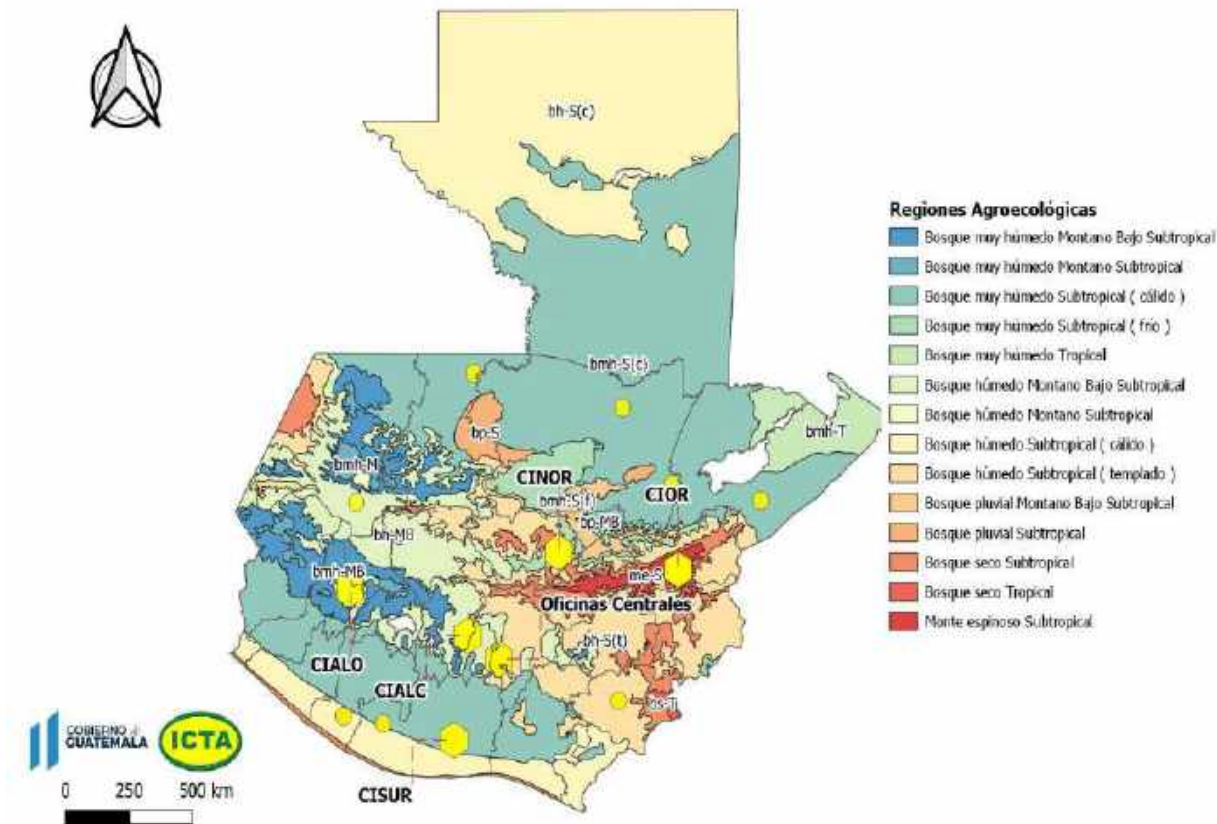 bh-S(c)
Regiones Agroecológicas
Bosque muy húmedo Montano Bajo Subtropical
Bosque muy húmedo Montano Subtropical
Bosque muy húmedo Subtropical ( cálido )
Bosque muy húmedo Subtropical ( frío )
Bosque muy húmedo Tropical
Bosque húmedo Montano Bajo Subtropical
Bosque húmedo Montano Subtropical
Bosque húmedo Subtropical ( cálido )
Bosque húmedo Subtropical ( templado )
Bosque pluvial Montano Bajo Subtropical
Bosque pluvial Subtropical
Bosque seco Subtropical
Bosque seco Tropical
Monte espinoso Subtropical
bmh-S(c)
bp-S
bmh-T
bmh-M
CINOR
CIOR
bmh-S(f)
bp-MB
bh-MB
bmh-MB
me-S
Oficinas Centrales
bh-S(t)
CIALO
CIALC
bs-T
GOBIERNO de
GUATEMALA
ICTA
0 250 500 km
CISUR